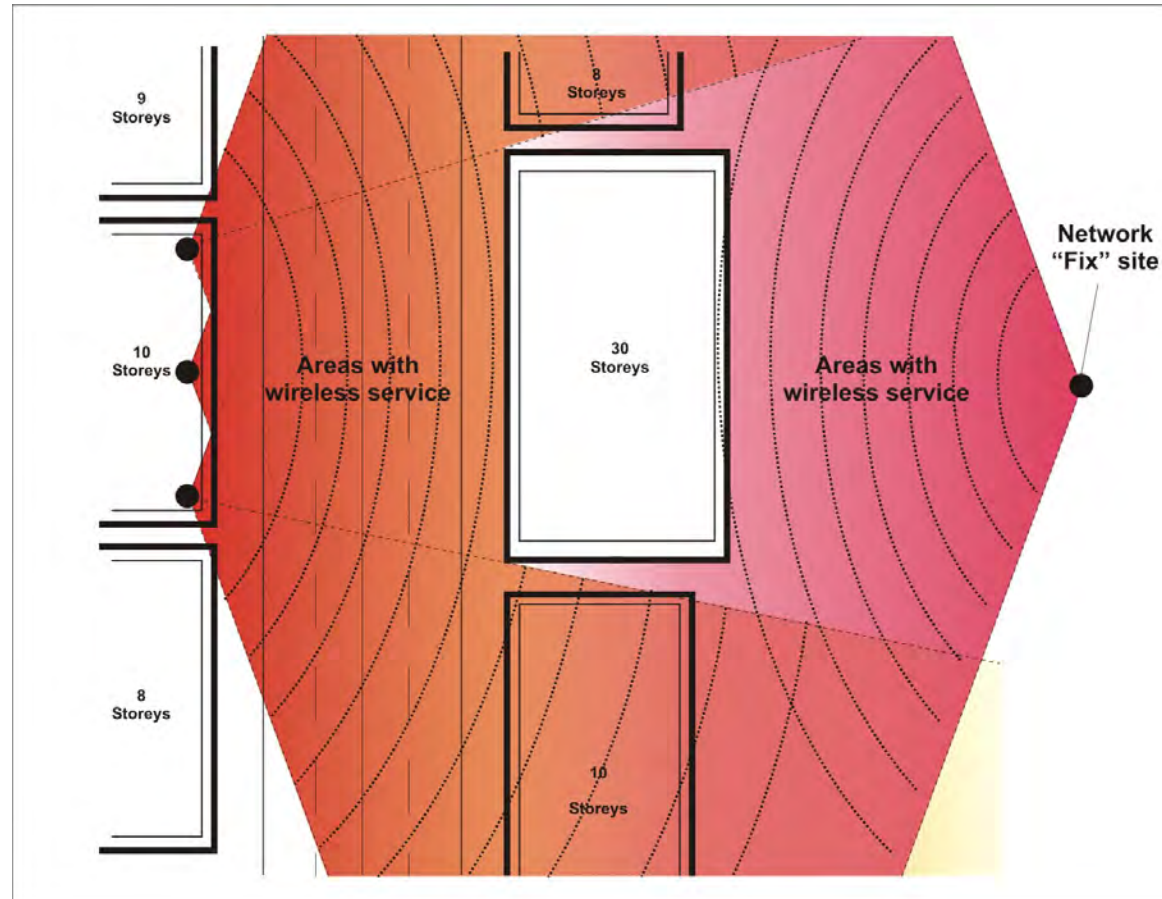 9
Storeys
8
Storeys
Network
“Fix” site
10
Storeys
Areas with
wireless service
30
Storeys
Areas with
wireless service
8
Storeys
10
Storeys